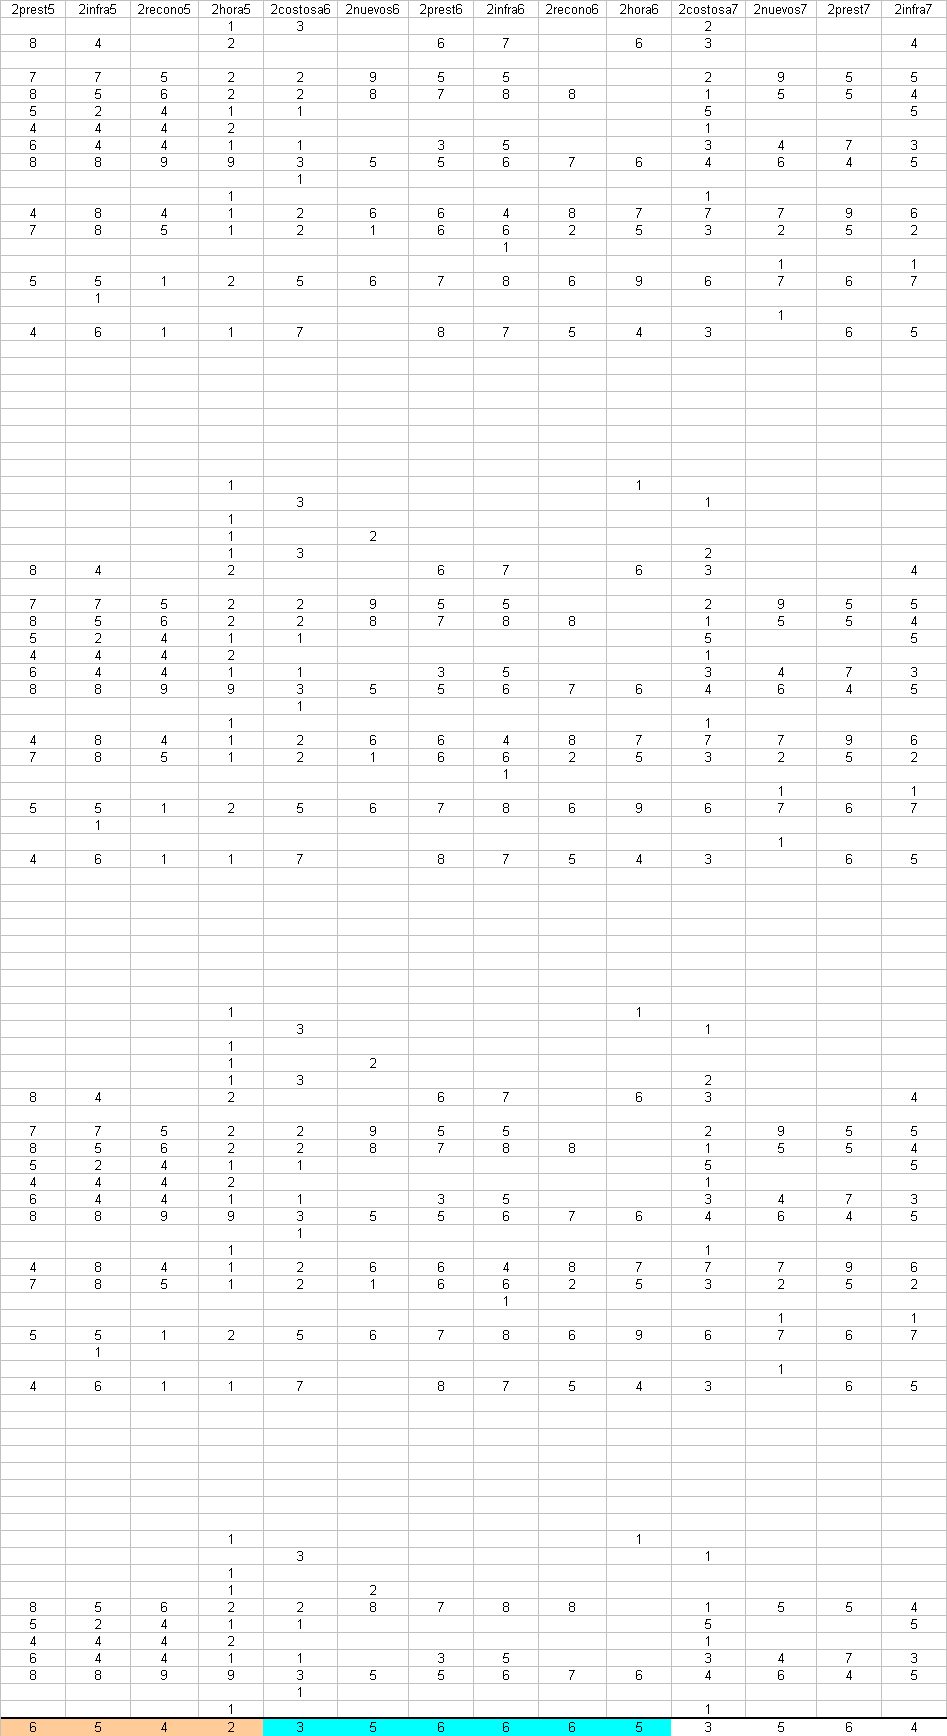 2prest5 2infra5 2recono5 2hora5 2costosa6 2nuevos6 2prest6 2infra6 2recono6 2hora6 2costosa7 2nuevos7 2prest7 2infra7
1 3 2
8 4 2 6 7 6 3 4
7 7 5 2 2 9 5 5 2 9 5 5
8 5 6 2 2 8 7 8 8 1 5 5 4
5 2 4 1 1 5 5
4 4 4 2 1
6 4 4 1 1 3 5 3 4 7 3
8 8 9 9 3 5 5 6 7 6 4 6 4 5
1
1 1
4 8 4 1 2 6 6 4 8 7 7 7 9 6
7 8 5 1 2 1 6 6 2 5 3 2 5 2
1
1 1
5 5 1 2 5 6 7 8 6 9 6 7 6 7
1
1
4 6 1 1 7 8 7 5 4 3 6 5
1 1
3 1
1
1 2
1 3 2
8 4 2 6 7 6 3 4
7 7 5 2 2 9 5 5 2 9 5 5
8 5 6 2 2 8 7 8 8 1 5 5 4
5 2 4 1 1 5 5
4 4 4 2 1
6 4 4 1 1 3 5 3 4 7 3
8 8 9 9 3 5 5 6 7 6 4 6 4 5
1
1 1
4 8 4 1 2 6 6 4 8 7 7 7 9 6
7 8 5 1 2 1 6 6 2 5 3 2 5 2
1
1 1
5 5 1 2 5 6 7 8 6 9 6 7 6 7
1
1
4 6 1 1 7 8 7 5 4 3 6 5
1 1
3 1
1
1 2
1 3 2
8 4 2 6 7 6 3 4
7 7 5 2 2 9 5 5 2 9 5 5
8 5 6 2 2 8 7 8 8 1 5 5 4
5 2 4 1 1 5 5
4 4 4 2 1
6 4 4 1 1 3 5 3 4 7 3
8 8 9 9 3 5 5 6 7 6 4 6 4 5
1
1 1
4 8 4 1 2 6 6 4 8 7 7 7 9 6
7 8 5 1 2 1 6 6 2 5 3 2 5 2
1
1 1
5 5 1 2 5 6 7 8 6 9 6 7 6 7
1
1
4 6 1 1 7 8 7 5 4 3 6 5
1 1
3 1
1
1 2
8 5 6 2 2 8 7 8 8 1 5 5 4
5 2 4 1 1 5 5
4 4 4 2 1
6 4 4 1 1 3 5 3 4 7 3
8 8 9 9 3 5 5 6 7 6 4 6 4 5
1
1 1
6 5 4 2 3 5 6 6 6 5 3 5 6 4